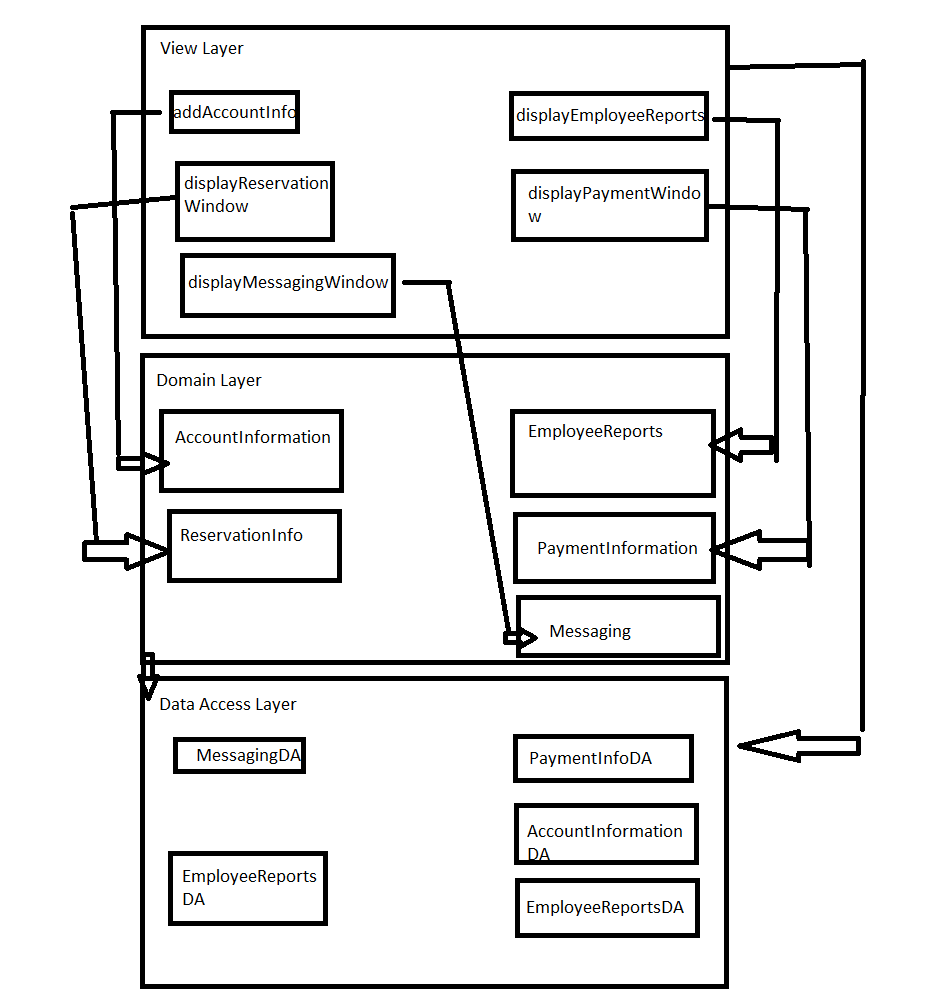 View Layer
addAccountInfo
displayEmployeeReports
displayReservation
Window
displayPaymentWindo
w
displayMessagingWindow
Domain Layer
AccountInformation
EmployeeReports
ReservationInfo
PaymentInformation
Messaging
Data Access Layer
MessagingDA
PaymentInfoDA
AccountInformation
DA
EmployeeReports
DA
EmployeeReportsDA